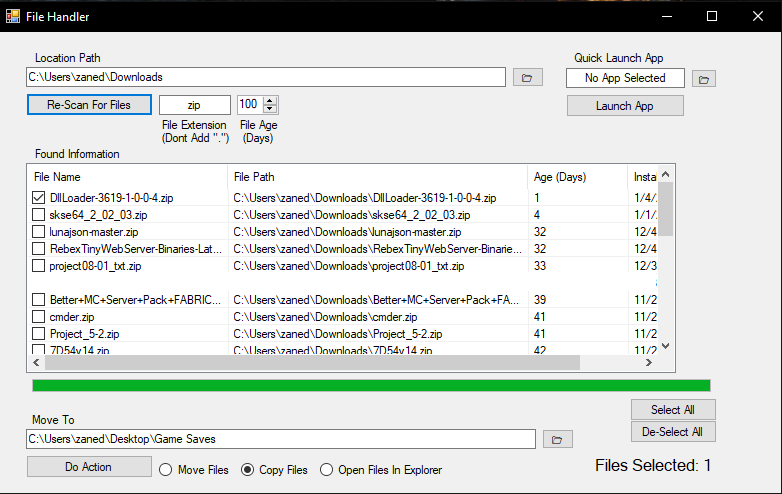 File Handler
Location Path
Quick Launch App
C:\Users\zaned\Downloads
No App Selected
Re-Scan For Files
zip
100
Launch App
File Extension
(Dont Add ".")
File Age
(Days)
Found Information
File Name File Path Age (Days) Instal
DllLoader-3619-1-0-0-4.zip C:\Users\zaned\Downloads\DllLoader-3619-1-0-0-4.zip 1 1/4/
skse64_2_02_03.zip C:\Users\zaned\Downloads\skse64_2_02_03.zip 4 1/1/
lunajson-master.zip C:\Users\zaned\Downloads\lunajson-master.zip 32 12/4
RebexTinyWebServer-Binaries-Lat... C:\Users\zaned\Downloads\RebexTinyWebServer-Binarie... 32 12/4
project08-01_txt.zip C:\Users\zaned\Downloads\project08-01_txt.zip 33 12/3
Better+MC+Server+Pack+FABRIC... C:\Users\zaned\Downloads\Better+MC+Server+Pack+FA... 39 11/2
cmder.zip C:\Users\zaned\Downloads\cmder.zip 41 11/2
Project_5-2.zip C:\Users\zaned\Downloads\Project_5-2.zip 41 11/2
7D54v14.zip C:\Users\zaned\Downloads\7D54v14.zip 42 11/2
Select All
Move To
De-Select All
C:\Users\zaned\Desktop\Game Saves
Do Action
Move Files
Copy Files
Open Files In Explorer
Files Selected: 1